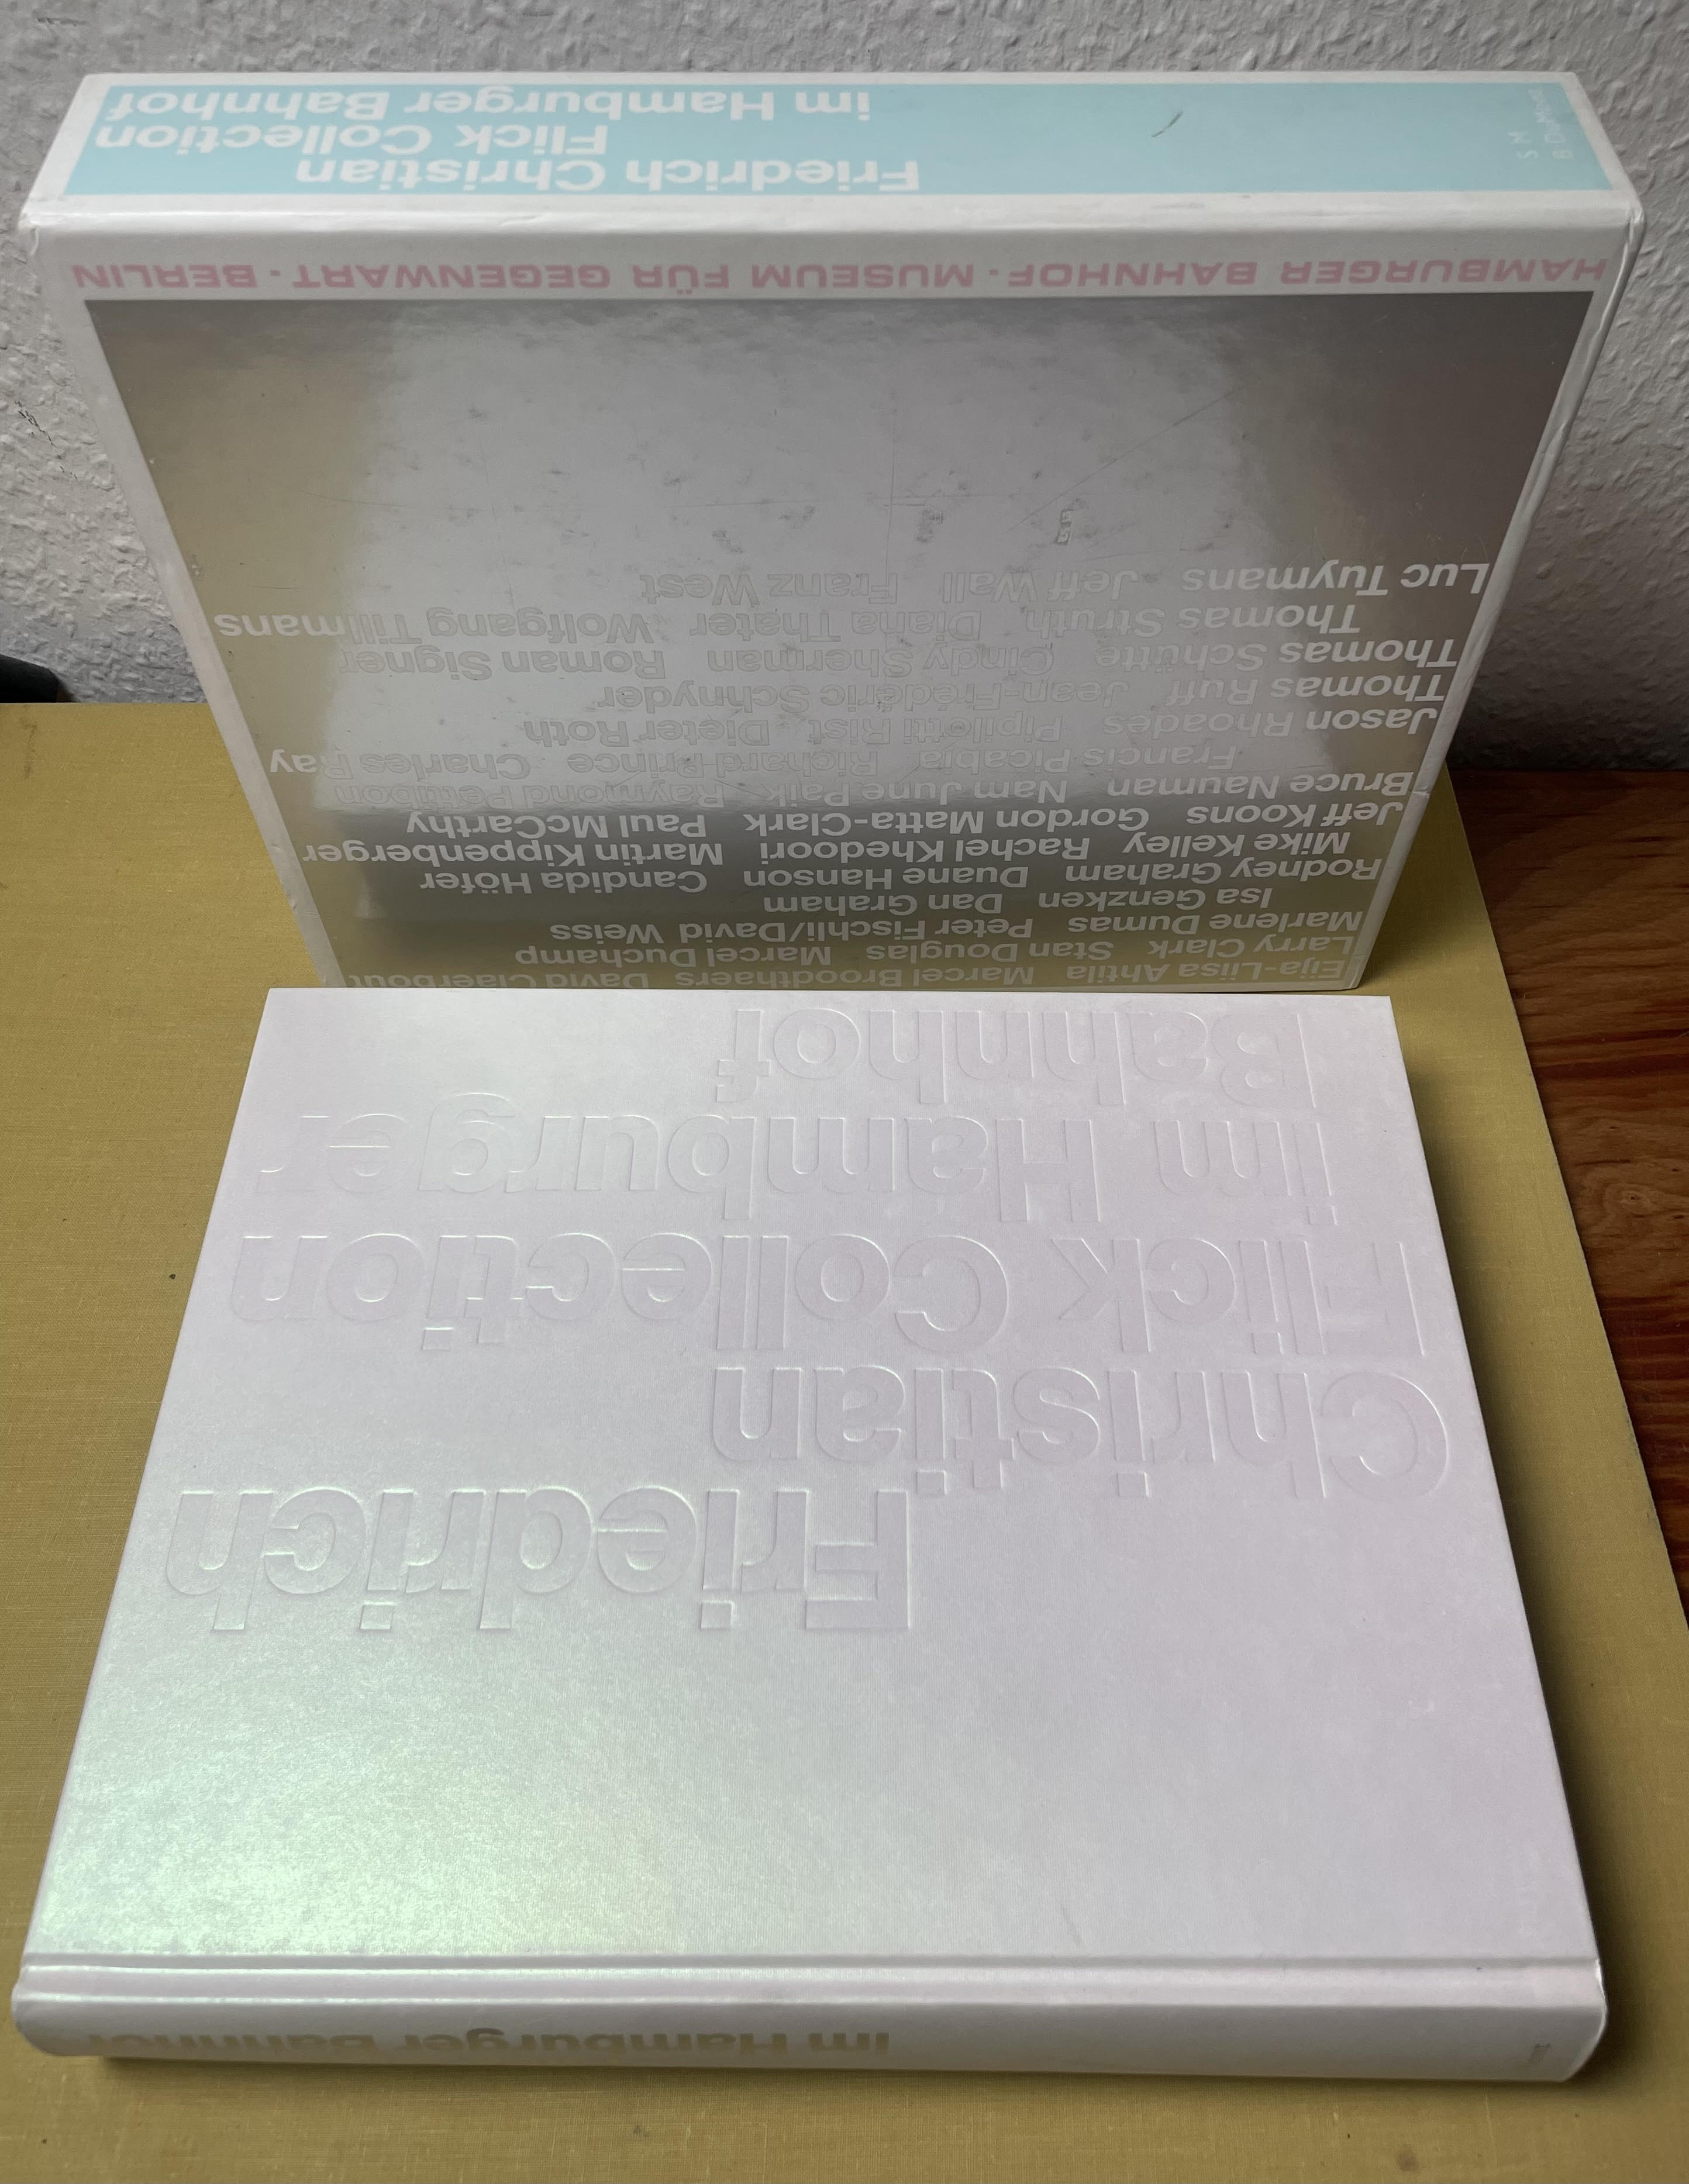 Friedrich Christian
Flick Collection
im Hamburger Bahnhof
S M
B DuMont
HAMBURGER BAHNHOF · MUSEUM FÜR GEGENWART · BERLIN
Eija-Liisa Ahtila Marcel Broodthaers David Claerbout
Larry Clark Stan Douglas Marcel Duchamp
Marlene Dumas Peter Fischli/David Weiss
Isa Genzken Dan Graham
Rodney Graham Duane Hanson Candida Höfer
Mike Kelley Rachel Khedoori Martin Kippenberger
Jeff Koons Gordon Matta-Clark Paul McCarthy
Bruce Nauman Nam June Paik Raymond Pettibon
Francis Picabia Richard Prince Charles Ray
Jason Rhoades Pipilotti Rist Dieter Roth
Thomas Ruff Jean-Frédéric Schnyder
Thomas Schütte Cindy Sherman Roman Signer
Thomas Struth Diana Thater Wolfgang Tillmans
Luc Tuymans Jeff Wall Franz West
Friedrich
Christian
Flick Collection
im Hamburger
Bahnhof
im Hamburger Bahnhof